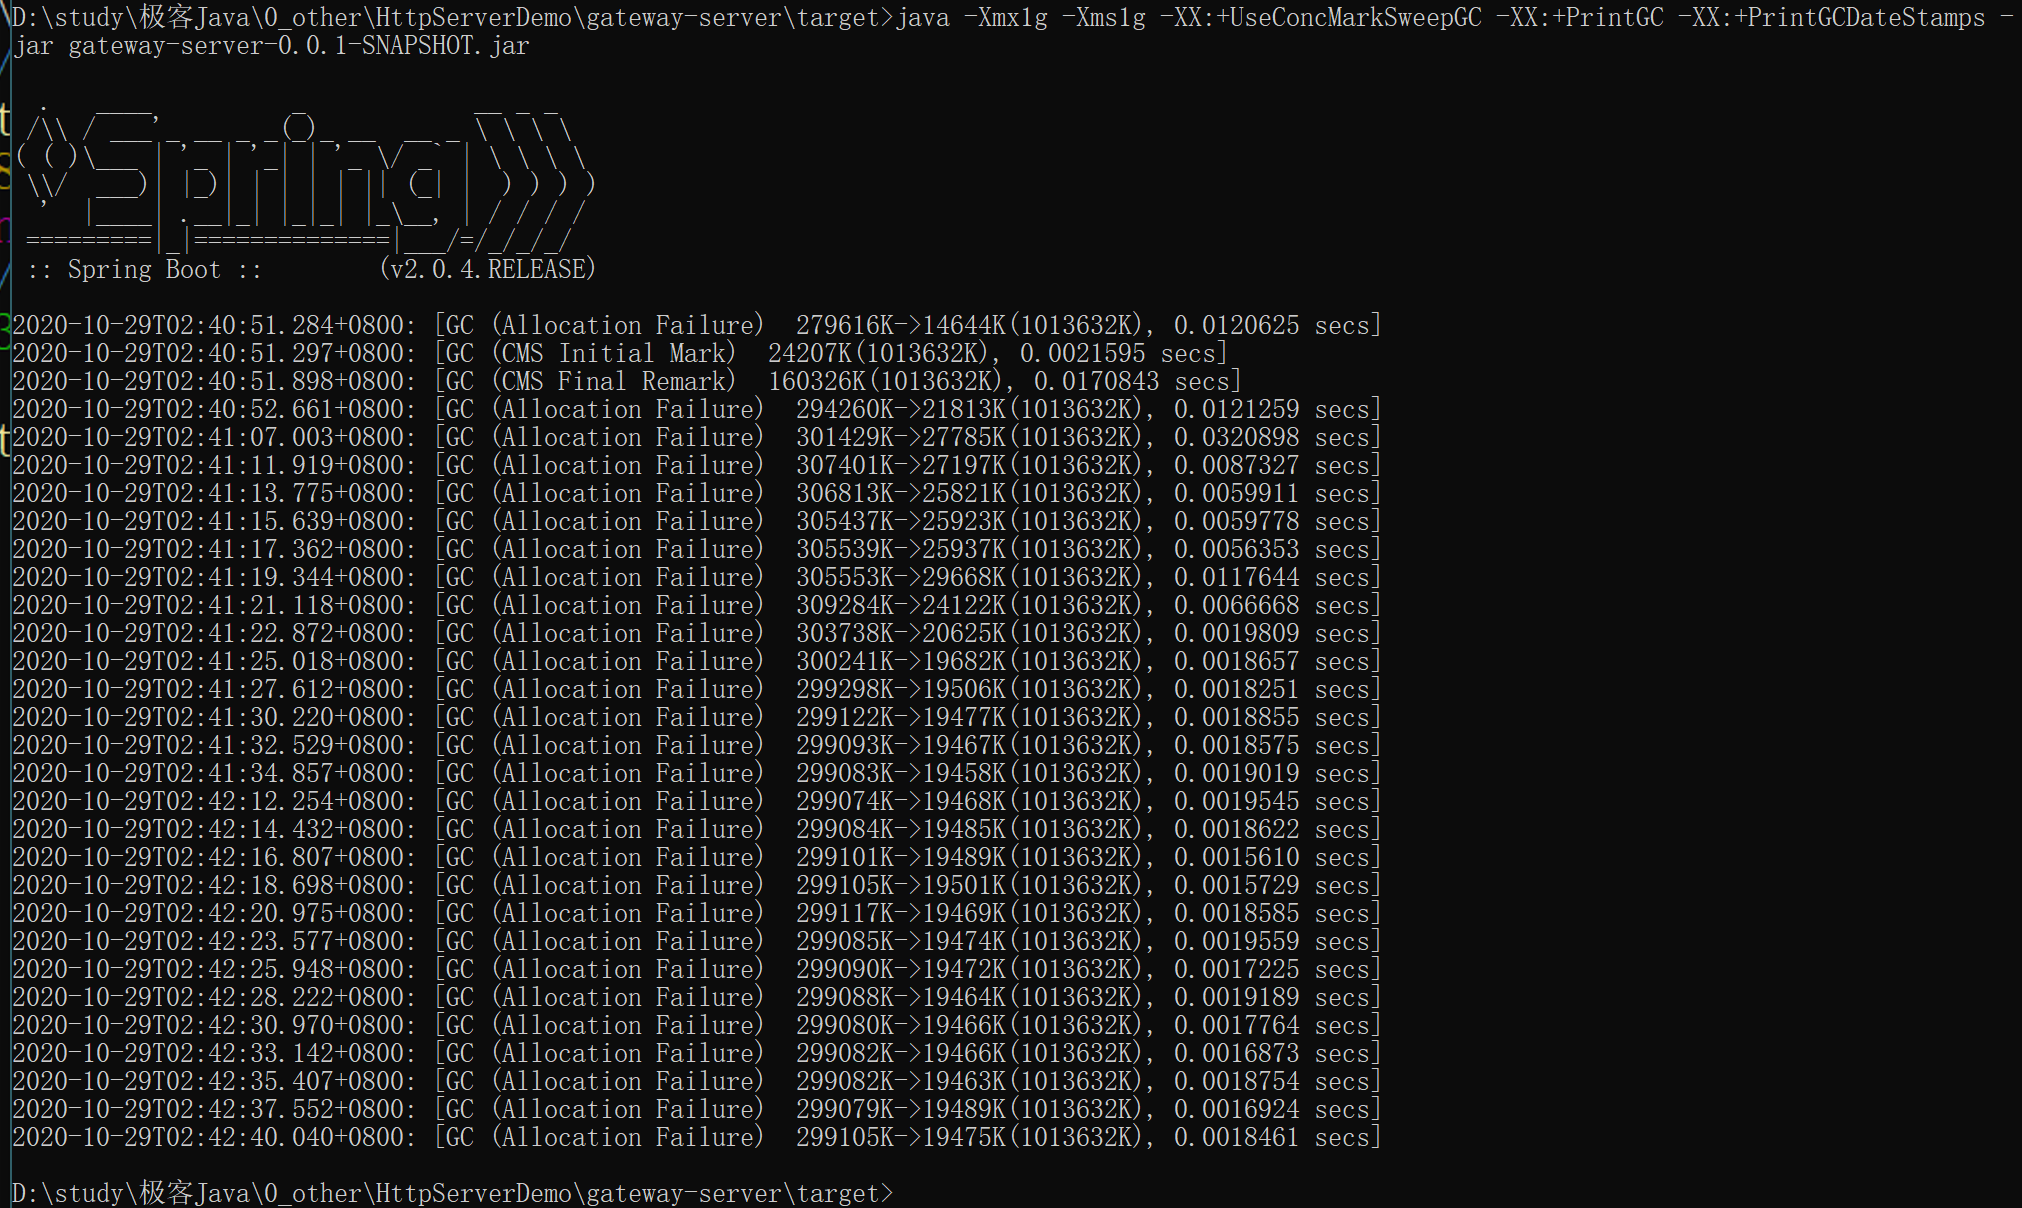 D:\study\极客Java\0_other\HttpServerDemo\gateway-server\target>java -Xmx1g -Xms1g -XX:+UseConcMarkSweepGC -XX:+PrintGC -XX:+PrintGCDateStamps -
jar gateway-server-0.0.1-SNAPSHOT.jar
  .   ____          _            __ _ _
 /\\ / ___'_ __ _ _(_)_ __  __ _ \ \ \ \
( ( )\___ | '_ | '_| | '_ \/ _` | \ \ \ \
 \\/  ___)| |_)| | | | | || (_| |  ) ) ) )
  '  |____| .__|_| |_|_| |_\__, | / / / /
 =========|_|==============|___/=/_/_/_/
 :: Spring Boot ::        (v2.0.4.RELEASE)
2020-10-29T02:40:51.284+0800: [GC (Allocation Failure)  279616K->14644K(1013632K), 0.0120625 secs]
2020-10-29T02:40:51.297+0800: [GC (CMS Initial Mark)  24207K(1013632K), 0.0021595 secs]
2020-10-29T02:40:51.898+0800: [GC (CMS Final Remark)  160326K(1013632K), 0.0170843 secs]
2020-10-29T02:40:52.661+0800: [GC (Allocation Failure)  294260K->21813K(1013632K), 0.0121259 secs]
2020-10-29T02:41:07.003+0800: [GC (Allocation Failure)  301429K->27785K(1013632K), 0.0320898 secs]
2020-10-29T02:41:11.919+0800: [GC (Allocation Failure)  307401K->27197K(1013632K), 0.0087327 secs]
2020-10-29T02:41:13.775+0800: [GC (Allocation Failure)  306813K->25821K(1013632K), 0.0059911 secs]
2020-10-29T02:41:15.639+0800: [GC (Allocation Failure)  305437K->25923K(1013632K), 0.0059778 secs]
2020-10-29T02:41:17.362+0800: [GC (Allocation Failure)  305539K->25937K(1013632K), 0.0056353 secs]
2020-10-29T02:41:19.344+0800: [GC (Allocation Failure)  305553K->29668K(1013632K), 0.0117644 secs]
2020-10-29T02:41:21.118+0800: [GC (Allocation Failure)  309284K->24122K(1013632K), 0.0066668 secs]
2020-10-29T02:41:22.872+0800: [GC (Allocation Failure)  303738K->20625K(1013632K), 0.0019809 secs]
2020-10-29T02:41:25.018+0800: [GC (Allocation Failure)  300241K->19682K(1013632K), 0.0018657 secs]
2020-10-29T02:41:27.612+0800: [GC (Allocation Failure)  299298K->19506K(1013632K), 0.0018251 secs]
2020-10-29T02:41:30.220+0800: [GC (Allocation Failure)  299122K->19477K(1013632K), 0.0018855 secs]
2020-10-29T02:41:32.529+0800: [GC (Allocation Failure)  299093K->19467K(1013632K), 0.0018575 secs]
2020-10-29T02:41:34.857+0800: [GC (Allocation Failure)  299083K->19458K(1013632K), 0.0019019 secs]
2020-10-29T02:42:12.254+0800: [GC (Allocation Failure)  299074K->19468K(1013632K), 0.0019545 secs]
2020-10-29T02:42:14.432+0800: [GC (Allocation Failure)  299084K->19485K(1013632K), 0.0018622 secs]
2020-10-29T02:42:16.807+0800: [GC (Allocation Failure)  299101K->19489K(1013632K), 0.0015610 secs]
2020-10-29T02:42:18.698+0800: [GC (Allocation Failure)  299105K->19501K(1013632K), 0.0015729 secs]
2020-10-29T02:42:20.975+0800: [GC (Allocation Failure)  299117K->19469K(1013632K), 0.0018585 secs]
2020-10-29T02:42:23.577+0800: [GC (Allocation Failure)  299085K->19474K(1013632K), 0.0019559 secs]
2020-10-29T02:42:25.948+0800: [GC (Allocation Failure)  299090K->19472K(1013632K), 0.0017225 secs]
2020-10-29T02:42:28.222+0800: [GC (Allocation Failure)  299088K->19464K(1013632K), 0.0019189 secs]
2020-10-29T02:42:30.970+0800: [GC (Allocation Failure)  299080K->19466K(1013632K), 0.0017764 secs]
2020-10-29T02:42:33.142+0800: [GC (Allocation Failure)  299082K->19466K(1013632K), 0.0016873 secs]
2020-10-29T02:42:35.407+0800: [GC (Allocation Failure)  299082K->19463K(1013632K), 0.0018754 secs]
2020-10-29T02:42:37.552+0800: [GC (Allocation Failure)  299079K->19489K(1013632K), 0.0016924 secs]
2020-10-29T02:42:40.040+0800: [GC (Allocation Failure)  299105K->19475K(1013632K), 0.0018461 secs]
D:\study\极客Java\0_other\HttpServerDemo\gateway-server\target>